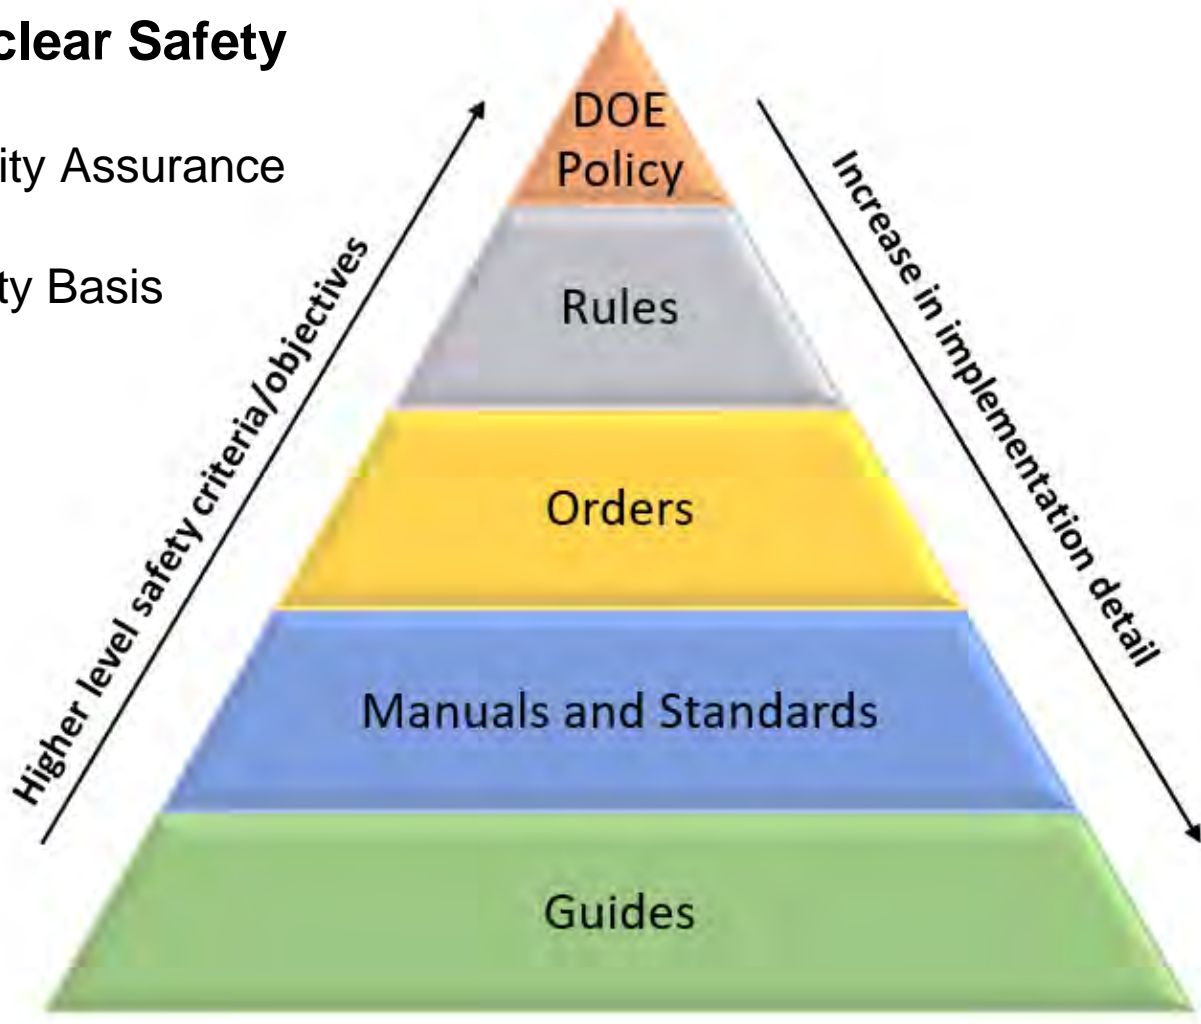 clear Safety
ity Assurance
ty Basis
DOE
Policy
Rules
Orders
Manuals and Standards
Guides
Higher level safety criteria/objectives
Increase in implementation detail